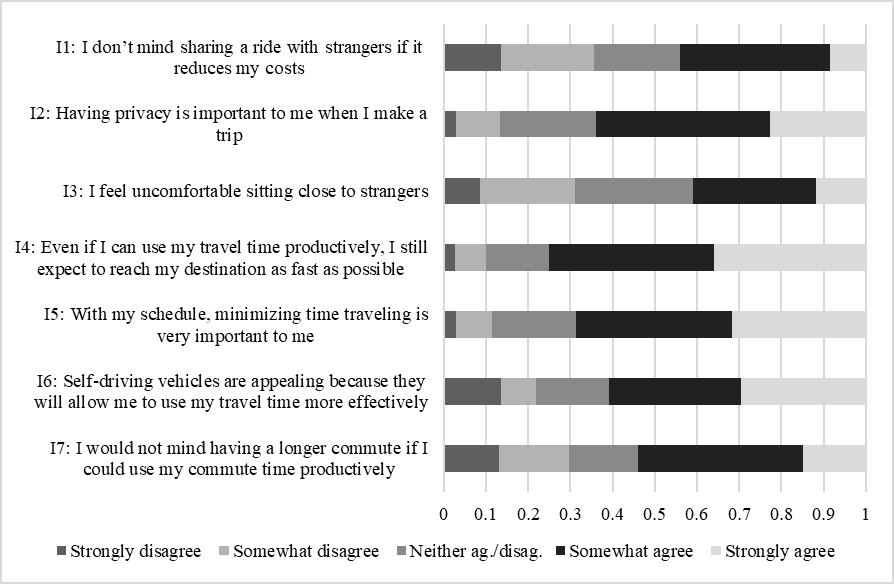 I1: I don’t mind sharing a ride with strangers if it
reduces my costs
I2: Having privacy is important to me when I make a
trip
I3: I feel uncomfortable sitting close to strangers
I4: Even if I can use my travel time productively, I still
expect to reach my destination as fast as possible
I5: With my schedule, minimizing time traveling is
very important to me
I6: Self-driving vehicles are appealing because they
will allow me to use my travel time more effectively
I7: I would not mind having a longer commute if I
could use my commute time productively
0 0.1 0.2 0.3 0.4 0.5 0.6 0.7 0.8 0.9 1
Strongly disagree Somewhat disagree Neither ag./disag. Somewhat agree Strongly agree